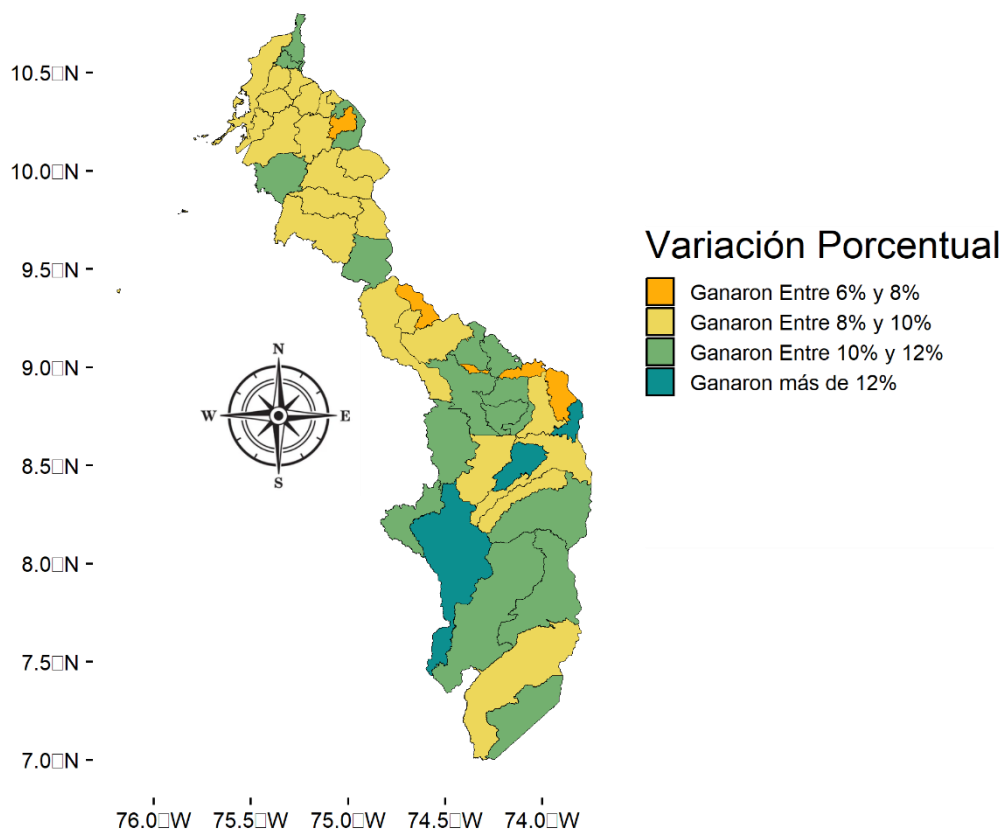 10.5□N
10.0□N
9.5□N
9.0□N
8.5□N
8.0□N
7.5□N
7.0□N
76.0□W 75.5□W 75.0□W 74.5□W 74.0□W
N
W E
S
Variación Porcentual
Ganaron Entre 6% y 8%
Ganaron Entre 8% y 10%
Ganaron Entre 10% y 12%
Ganaron más de 12%